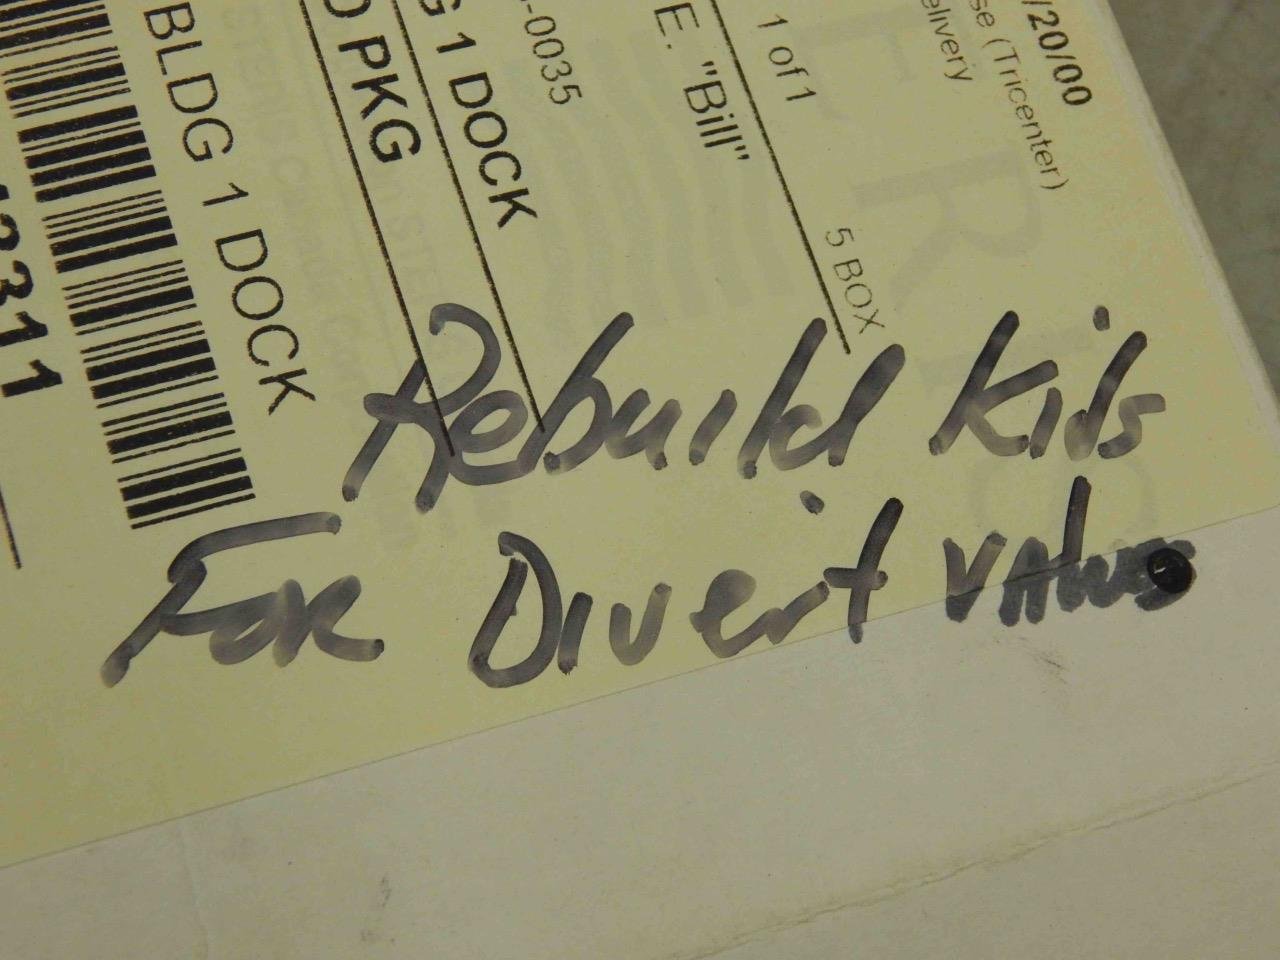 /20/00
se (Tricenter)
elivery
1 of 1
5 BOX
E. "Bill"
-0035
G 1 DOCK
D PKG
BLDG 1 DOCK
2311
Rebuild Kits
For Divert Valves